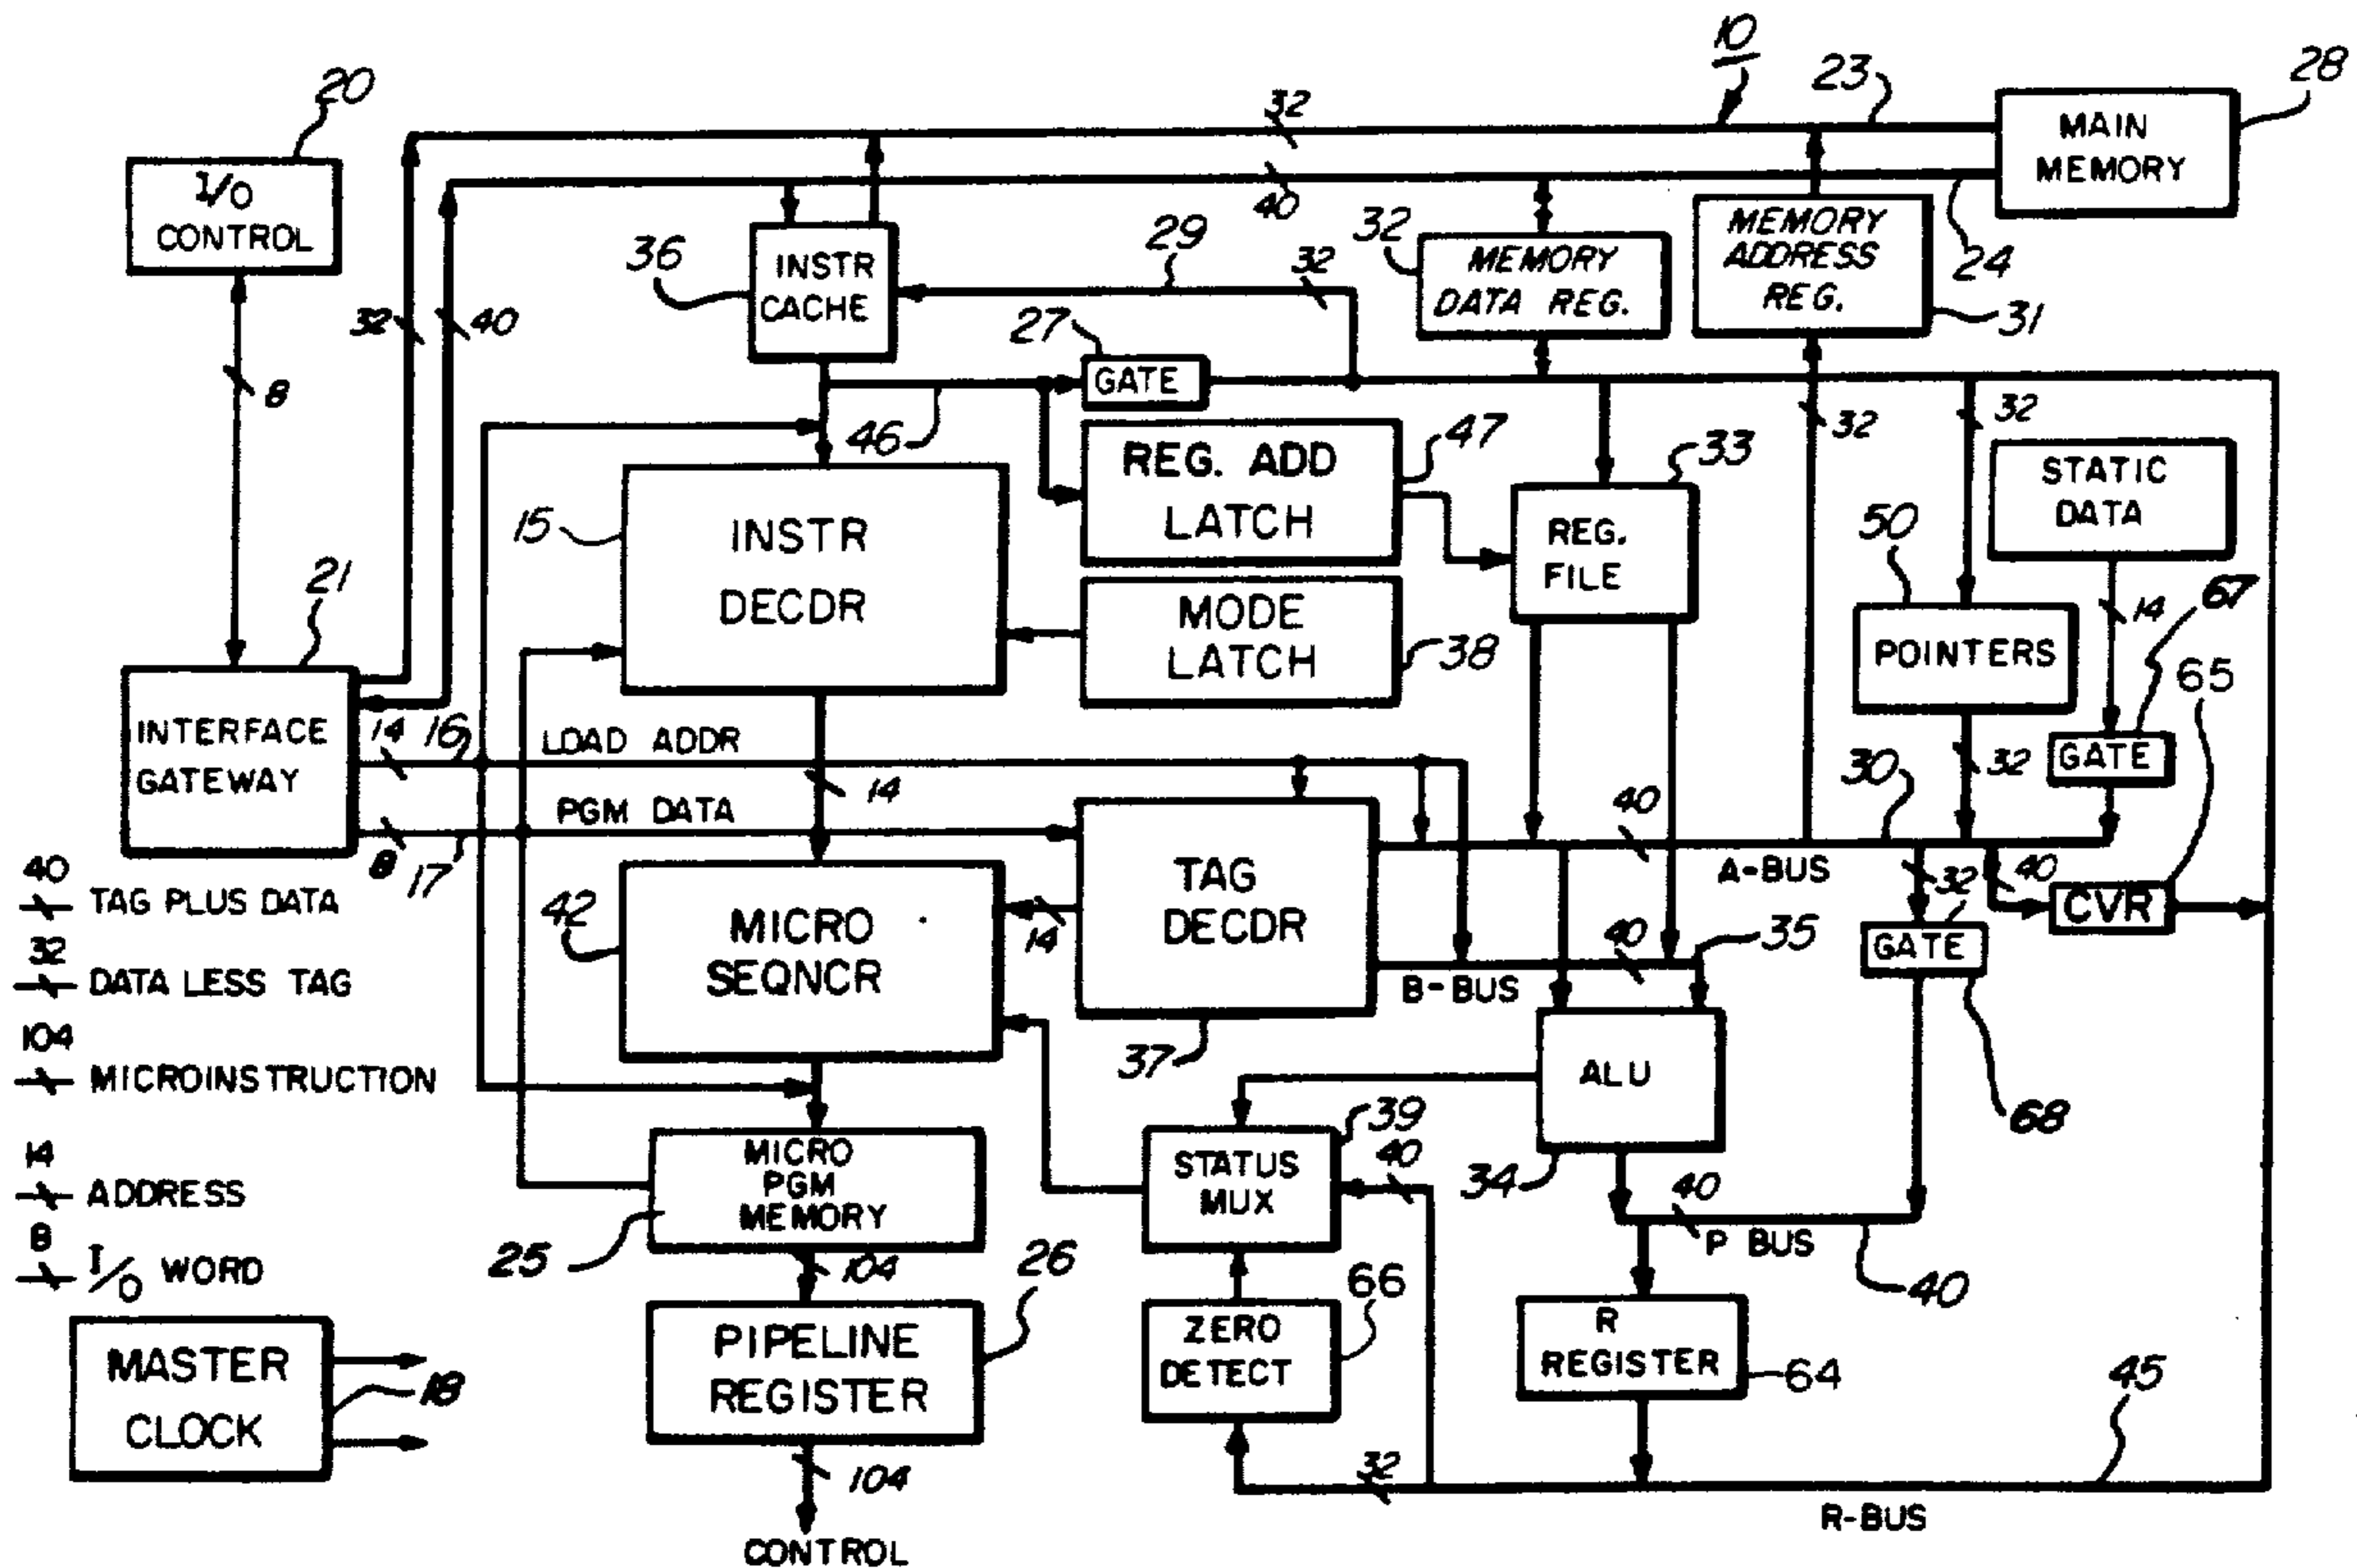 10
23
28
20
32
MAIN
MEMORY
I/O
CONTROL
40
MEMORY
ADDRESS
REG.
24
31
36
INSTR
CACHE
29
32
32
MEMORY
DATA REG.
32
40
8
27
GATE
46
32
32
REG. ADD
LATCH
47
33
STATIC
DATA
15
INSTR
DECDR
REG.
FILE
50
14
67
21
MODE
LATCH
38
POINTERS
65
INTERFACE
GATEWAY
14
16
LOAD ADDR
14
32
GATE
30
PGM DATA
8
17
40
A-BUS
40
TAG PLUS DATA
TAG
DECDR
32
40
CVR
42
MICRO
SEQNCR
14
40
35
GATE
32
DATA LESS TAG
B-BUS
104
MICROINSTRUCTION
37
ALU
68
39
14
ADDRESS
MICRO
PGM
MEMORY
STATUS
MUX
40
34
40
P BUS
8
I/O WORD
25
104
26
66
40
MASTER
CLOCK
18
PIPELINE
REGISTER
ZERO
DETECT
R
REGISTER
64
45
104
32
R-BUS
CONTROL